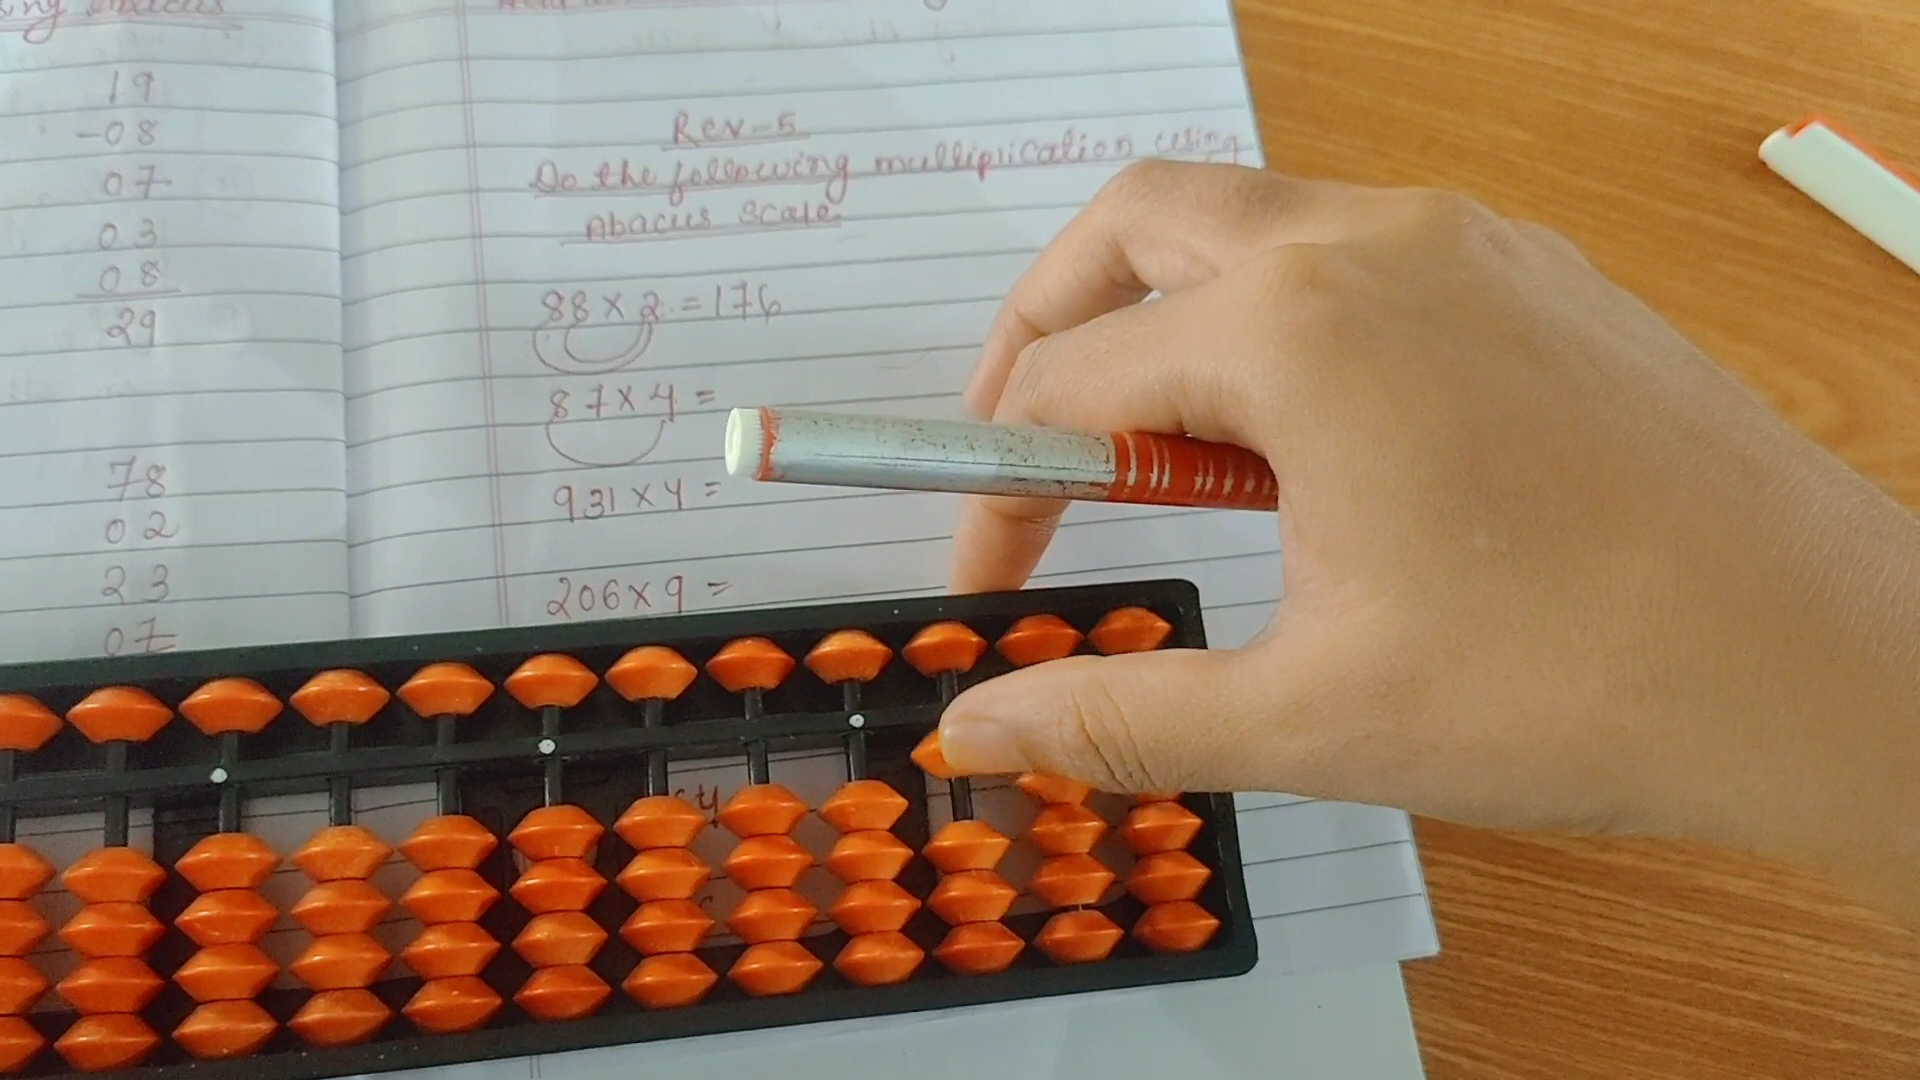 19
-08
07
03
08
29
78
02
23
07
Rev-5
Do the following multiplication using
Abacus Scale
88 x 2 = 176
87 x 4 =
931 x 4 =
206 x 9 =